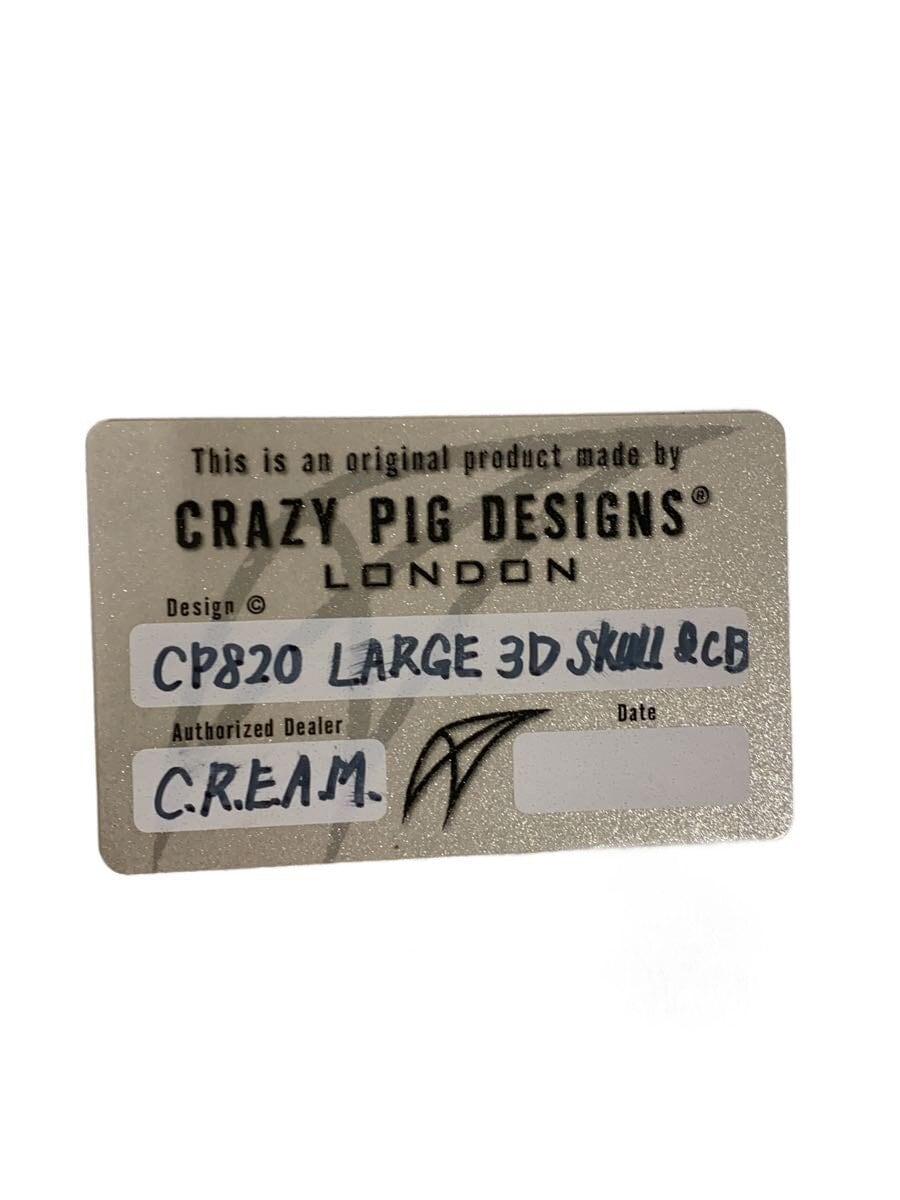 This is an original product made by
CRAZY PIG DESIGNS®
LONDON
Design ©
CP820 LARGE 3D SKULL & CB
Authorized Dealer
Date
C.R.E.A.M.